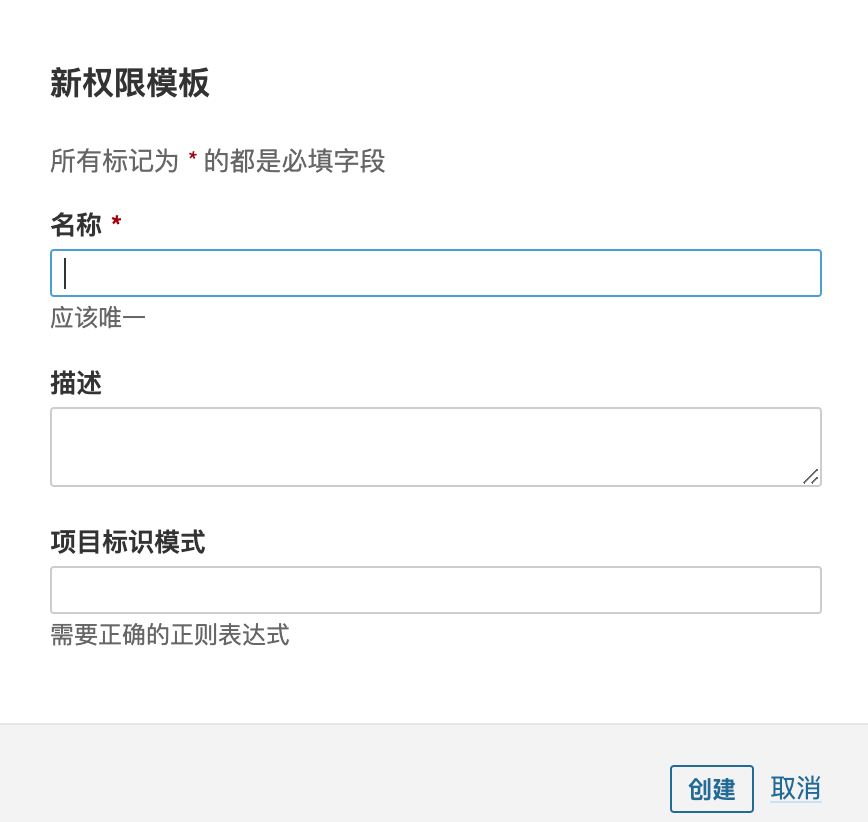 新权限模板
所有标记为 * 的都是必填字段
名称 *
应该唯一
描述
项目标识模式
需要正确的正则表达式
创建 取消